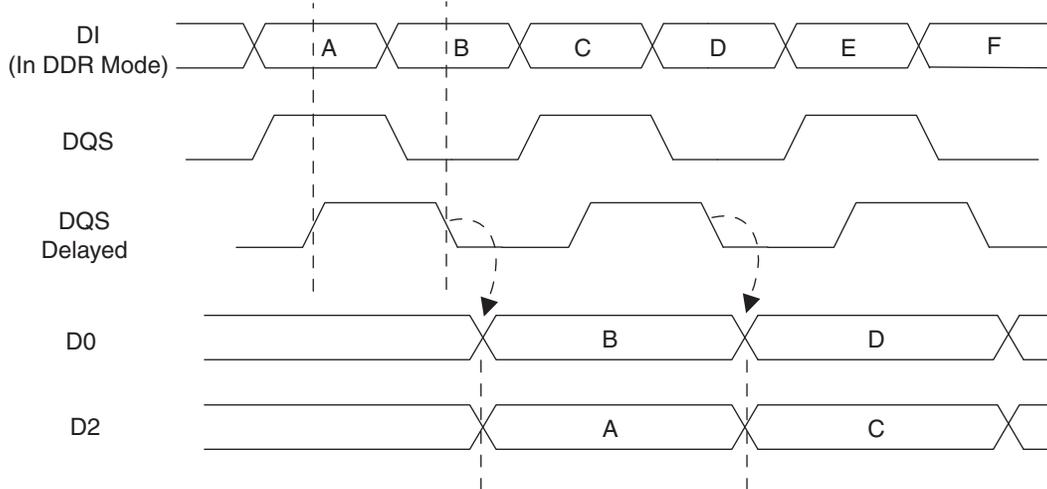 DI
(In DDR Mode)
A B C D E F
DQS
DQS
Delayed
D0
B D
D2
A C